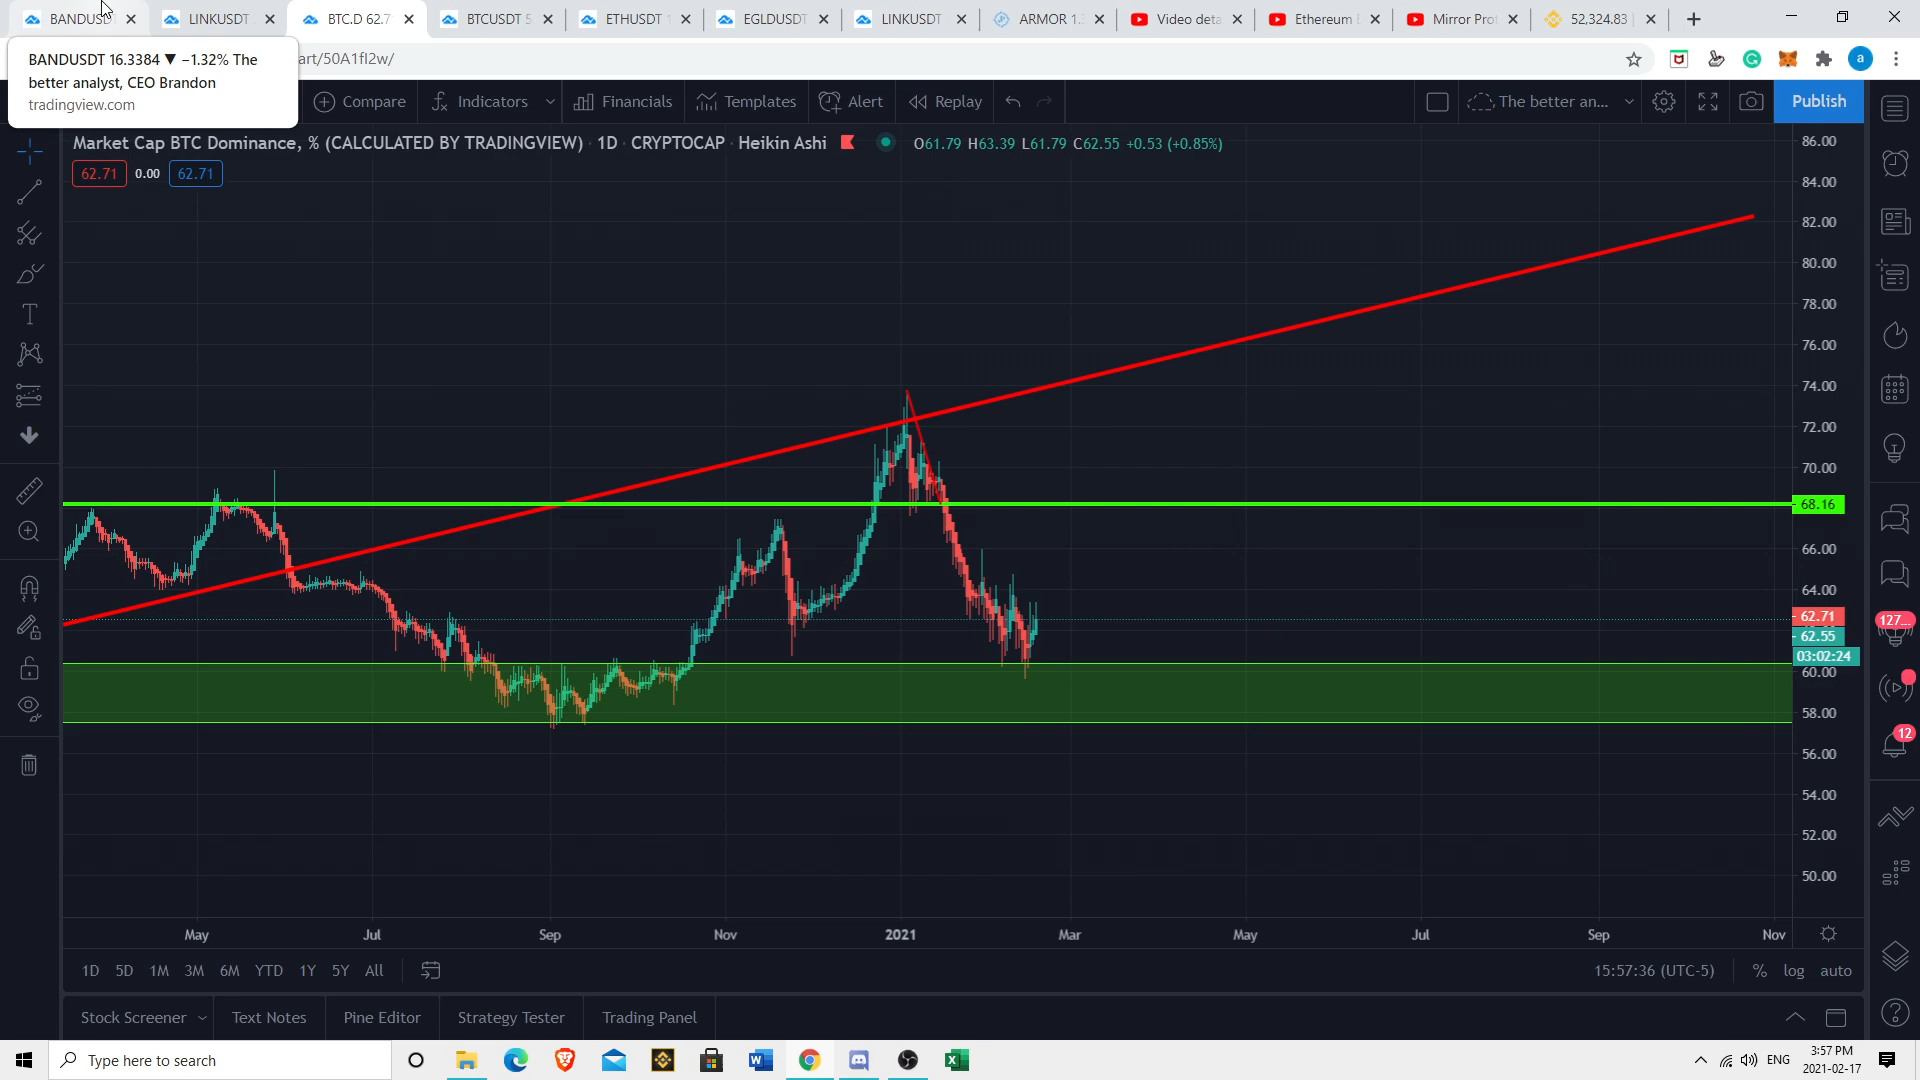 BANDUSD
LINKUSDT
BTC.D 62.7
BTCUSDT 5
ETHUSDT 1
EGLDUSDT
LINKUSDT
ARMOR 1.
Video deta
Ethereum
Mirror Pro
52,324.83
BANDUSDT 16.3384 ▼ −1.32% The
better analyst, CEO Brandon
tradingview.com
art/50A1fI2w/
a
Compare
Indicators
Financials
Templates
Alert
Replay
The better an...
Publish
Market Cap BTC Dominance, % (CALCULATED BY TRADINGVIEW) · 1D · CRYPTOCAP · Heikin Ashi
O61.79 H63.39 L61.79 C62.55 +0.53 (+0.85%)
62.71 0.00 62.71
86.00
84.00
82.00
80.00
78.00
76.00
74.00
72.00
70.00
68.16
66.00
64.00
62.71
62.55
03:02:24
60.00
58.00
56.00
54.00
52.00
50.00
127...
12
May Jul Sep Nov 2021 Mar May Jul Sep Nov
1D 5D 1M 3M 6M YTD 1Y 5Y All
15:57:36 (UTC-5) % log auto
Stock Screener Text Notes Pine Editor Strategy Tester Trading Panel
Type here to search
ENG
3:57 PM
2021-02-17